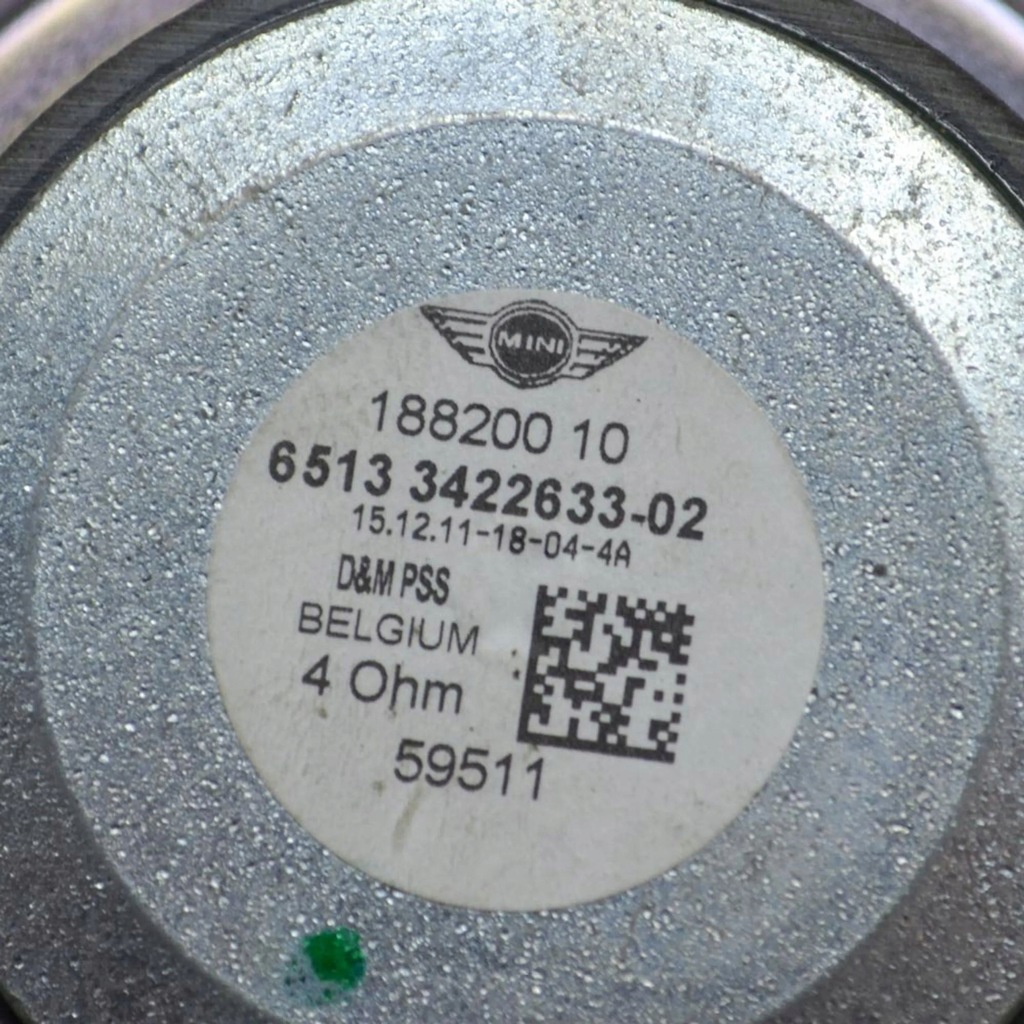 MINI
188200 10
6513 3422633-02
15.12.11-18-04-4A
D&M PSS
BELGIUM
4 Ohm
59511